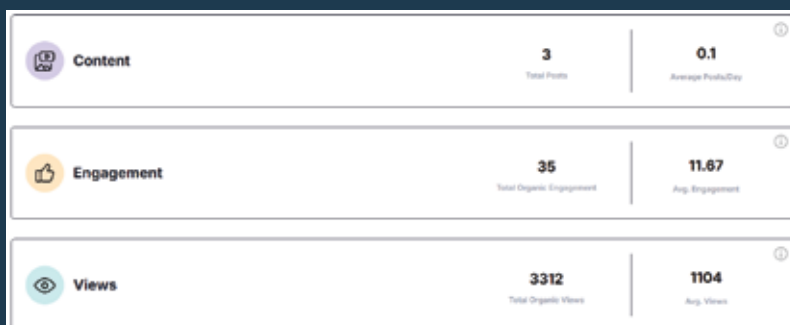 Content
3
Total Posts
0.1
Average Posts/Day
Engagement
35
Total Organic Engagement
11.67
Avg. Engagement
Views
3312
Total Organic Views
1104
Avg. Views